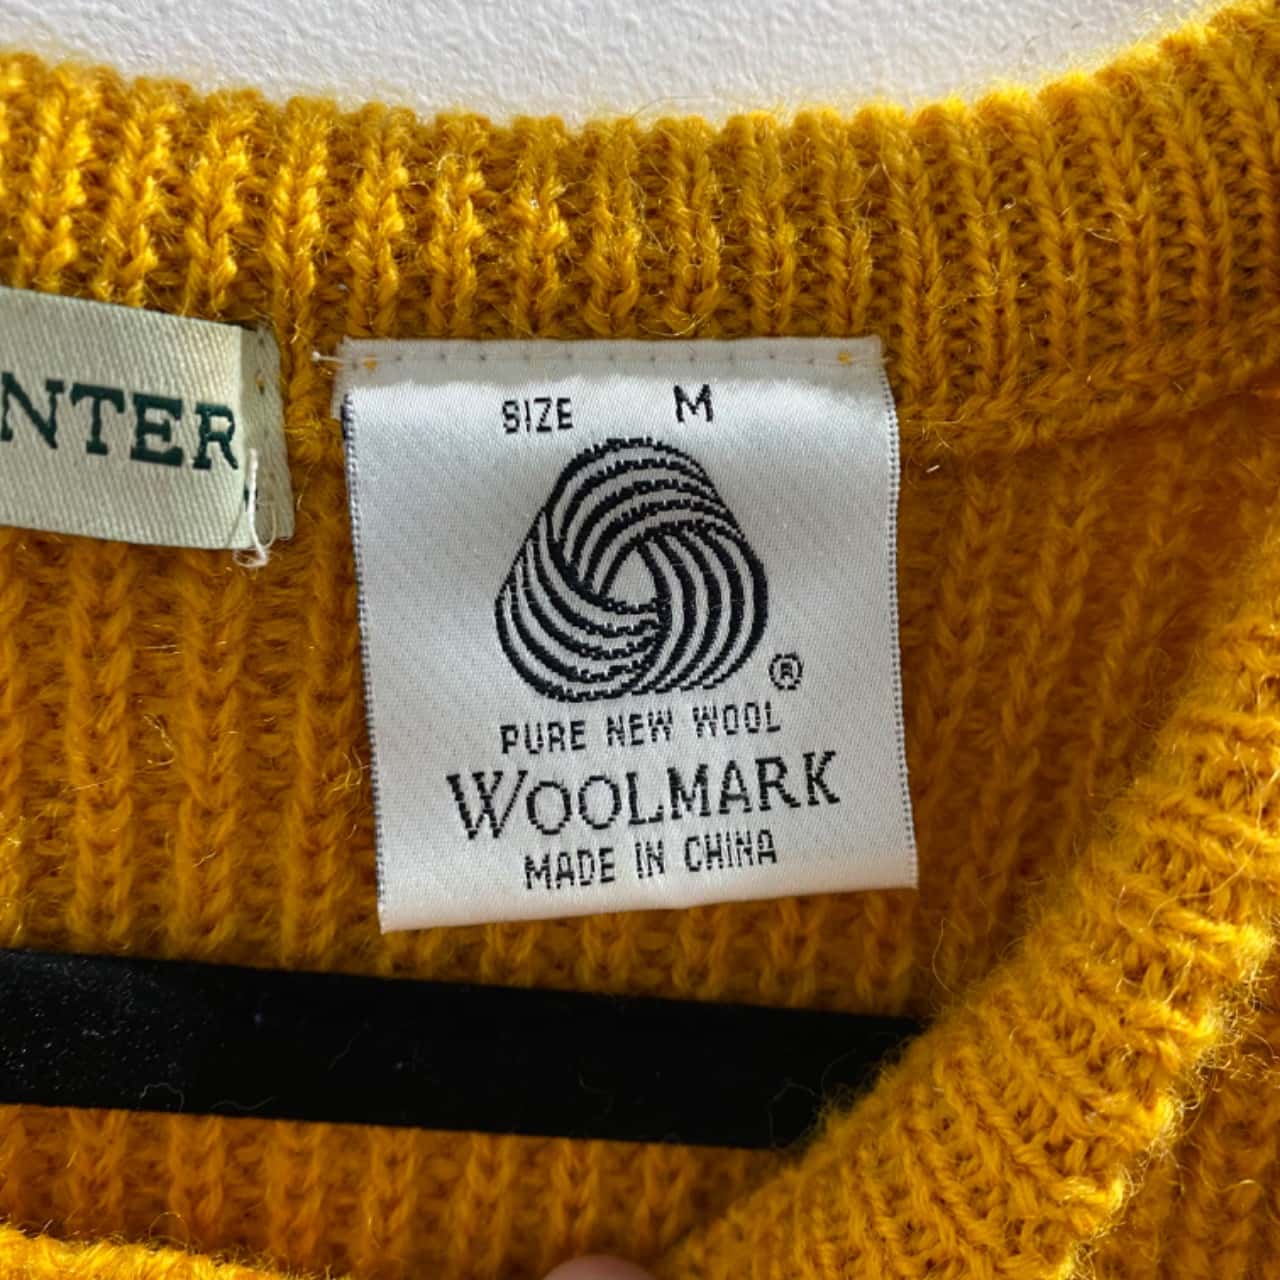 NTER
SIZE M
®
PURE NEW WOOL
WOOLMARK
MADE IN CHINA